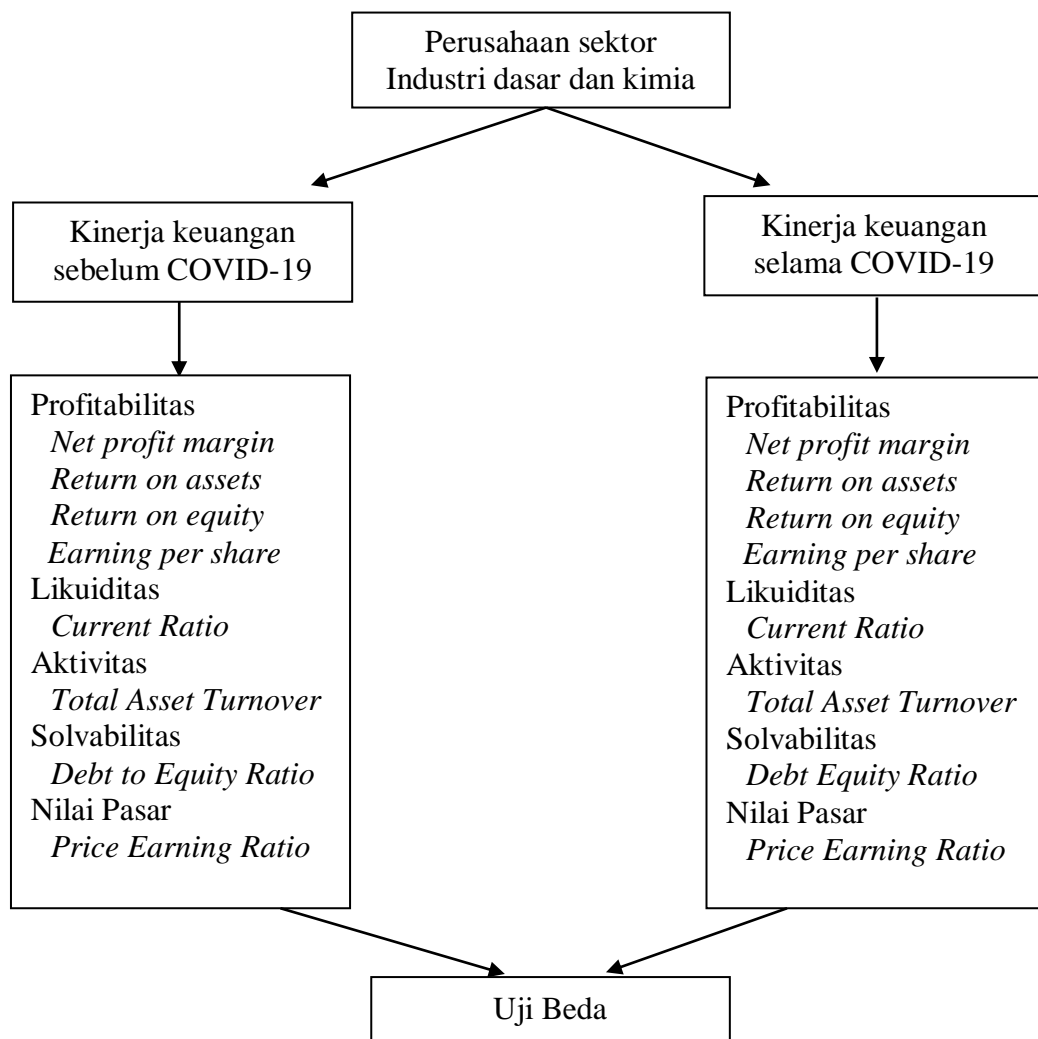 Perusahaan sektor
Industri dasar dan kimia
Kinerja keuangan
sebelum COVID-19
Kinerja keuangan
selama COVID-19
Profitabilitas
Net profit margin
Return on assets
Return on equity
Earning per share
Likuiditas
Current Ratio
Aktivitas
Total Asset Turnover
Solvabilitas
Debt to Equity Ratio
Nilai Pasar
Price Earning Ratio
Profitabilitas
Net profit margin
Return on assets
Return on equity
Earning per share
Likuiditas
Current Ratio
Aktivitas
Total Asset Turnover
Solvabilitas
Debt Equity Ratio
Nilai Pasar
Price Earning Ratio
Uji Beda